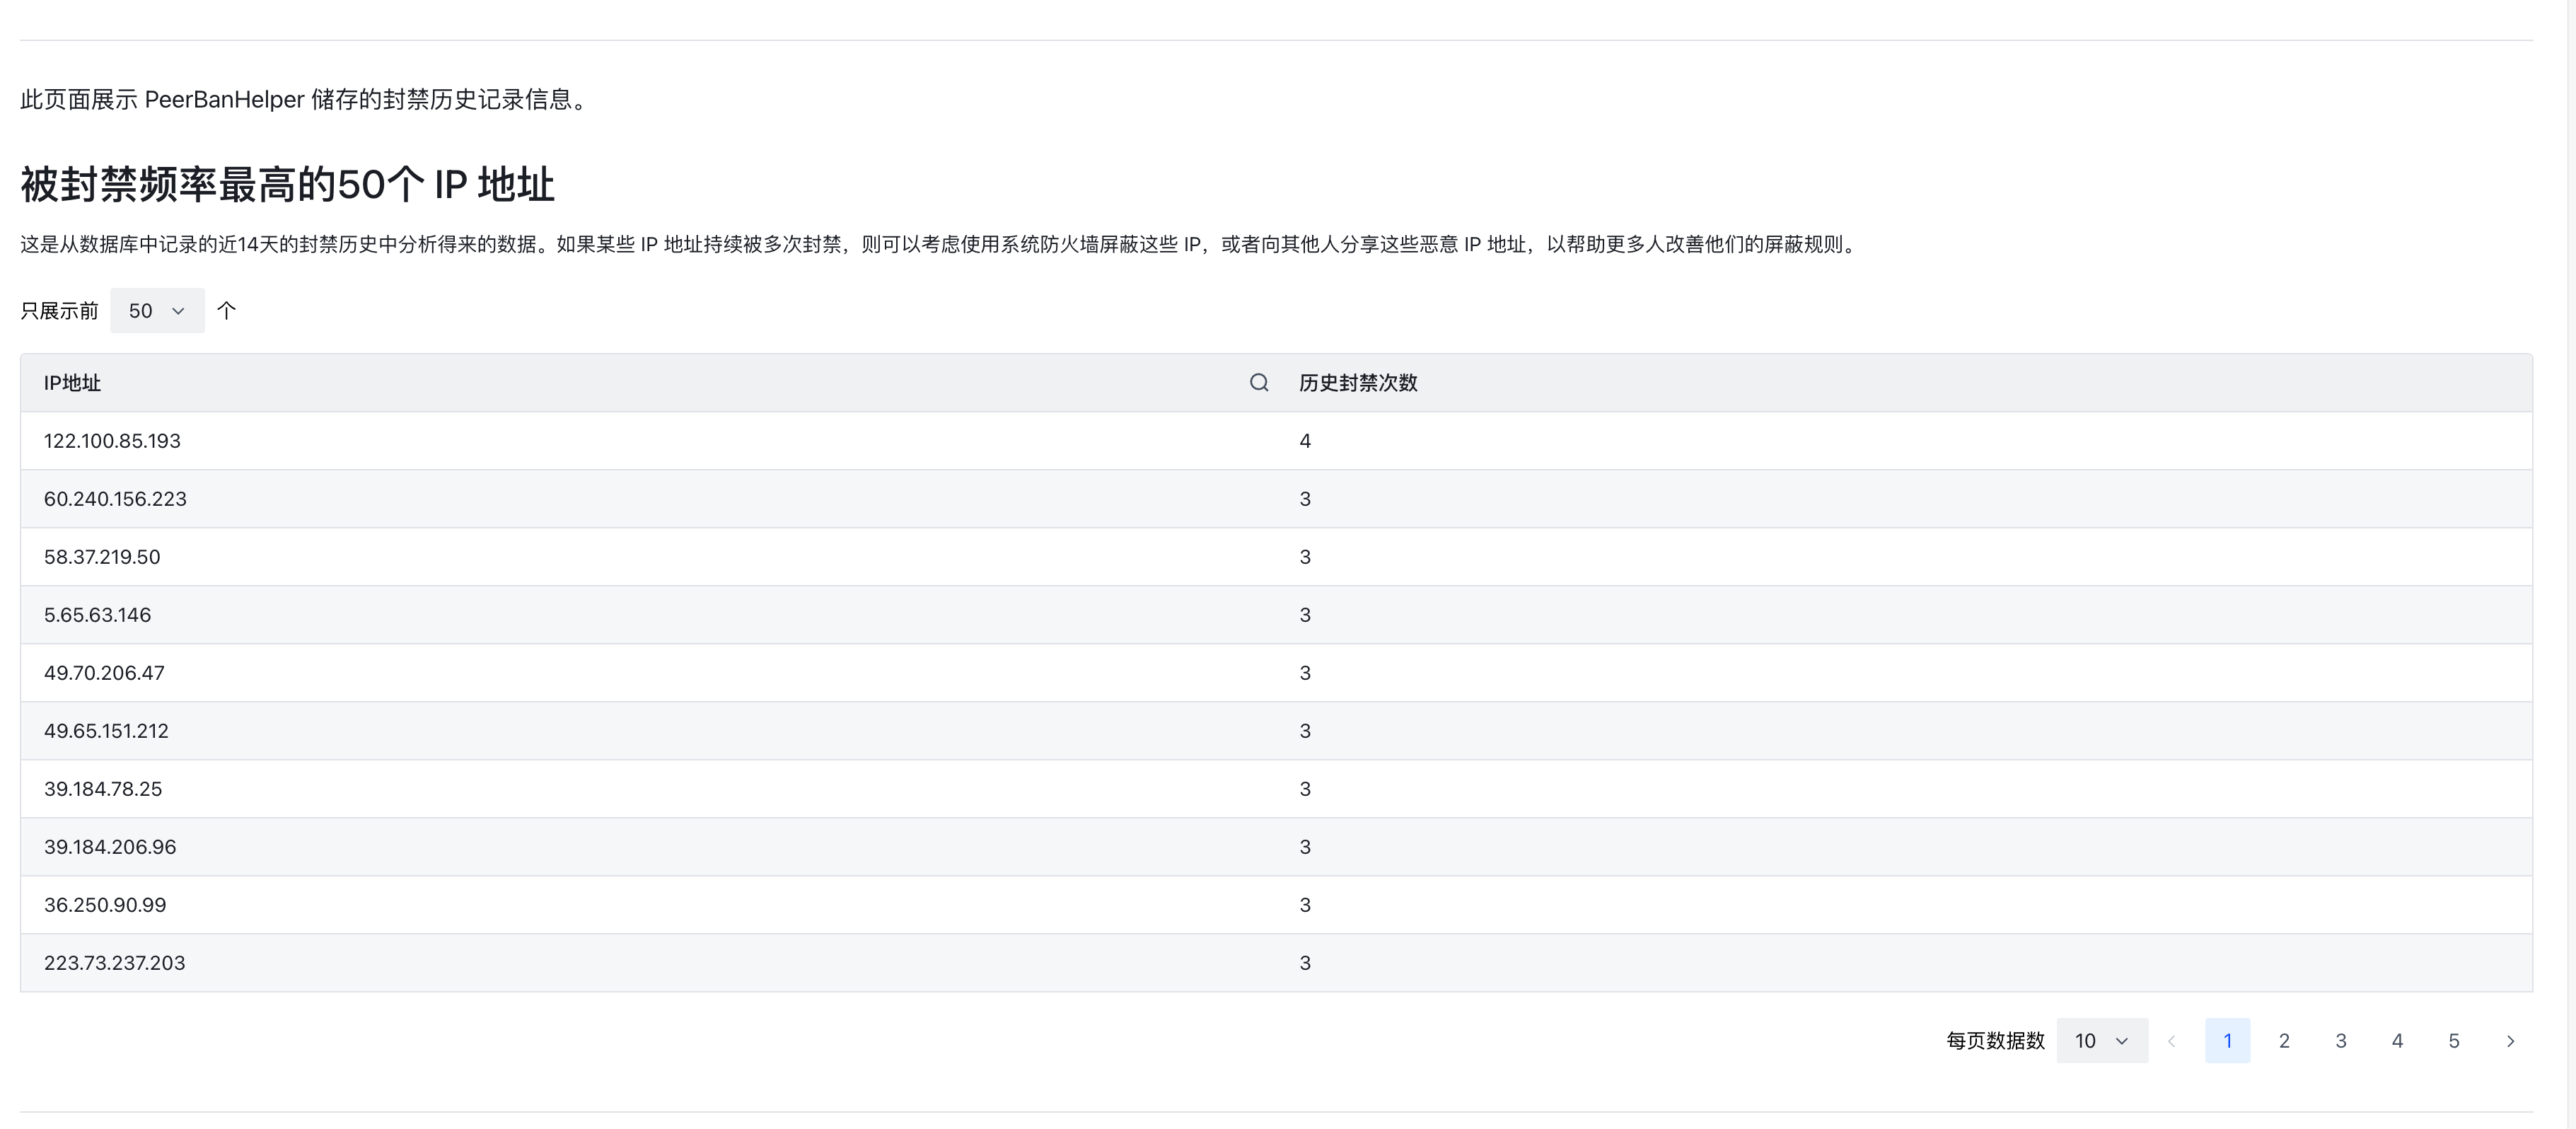 此页面展示 PeerBanHelper 储存的封禁历史记录信息。
被封禁频率最高的50个 IP 地址
这是从数据库中记录的近14天的封禁历史中分析得来的数据。如果某些 IP 地址持续被多次封禁，则可以考虑使用系统防火墙屏蔽这些 IP，或者向其他人分享这些恶意 IP 地址，以帮助更多人改善他们的屏蔽规则。
只展示前 50 个
IP地址 历史封禁次数
122.100.85.193 4
60.240.156.223 3
58.37.219.50 3
5.65.63.146 3
49.70.206.47 3
49.65.151.212 3
39.184.78.25 3
39.184.206.96 3
36.250.90.99 3
223.73.237.203 3
每页数据数 10 1 2 3 4 5